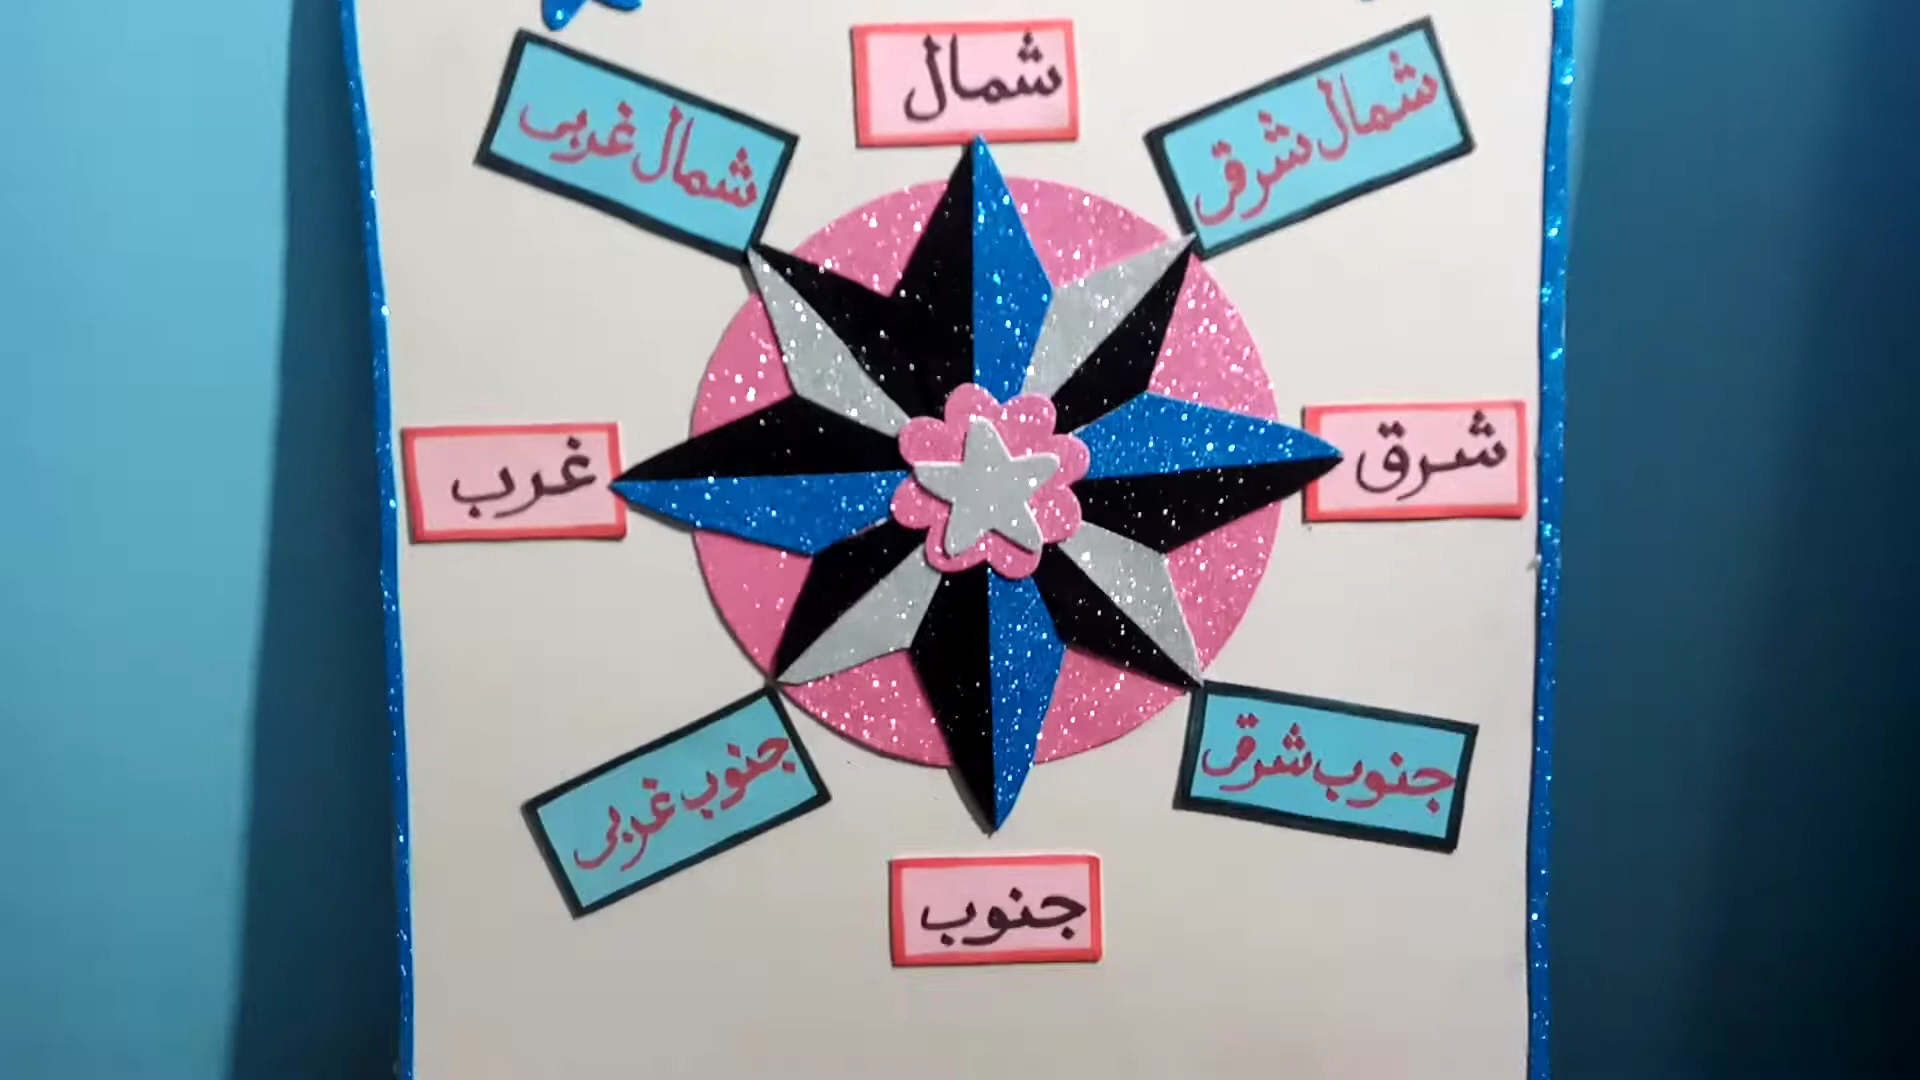 شمال
شمال شرقی
شمال غربی
شرق
غرب
جنوب شرقی
جنوب غربی
جنوب